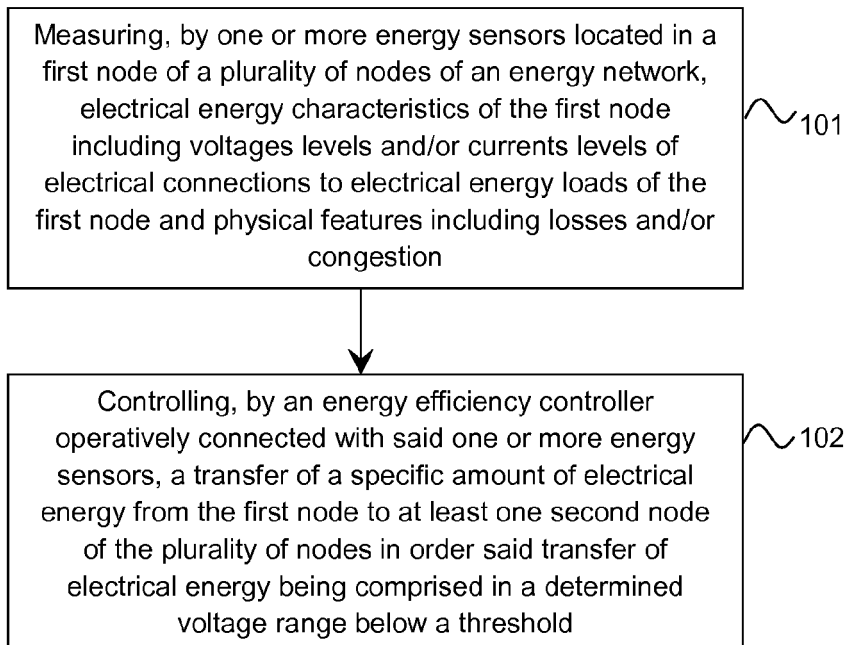 Measuring, by one or more energy sensors located in a
first node of a plurality of nodes of an energy network,
electrical energy characteristics of the first node
including voltages levels and/or currents levels of
electrical connections to electrical energy loads of the
first node and physical features including losses and/or
congestion
101
Controlling, by an energy efficiency controller
operatively connected with said one or more energy
sensors, a transfer of a specific amount of electrical
energy from the first node to at least one second node
of the plurality of nodes in order said transfer of
electrical energy being comprised in a determined
voltage range below a threshold
102